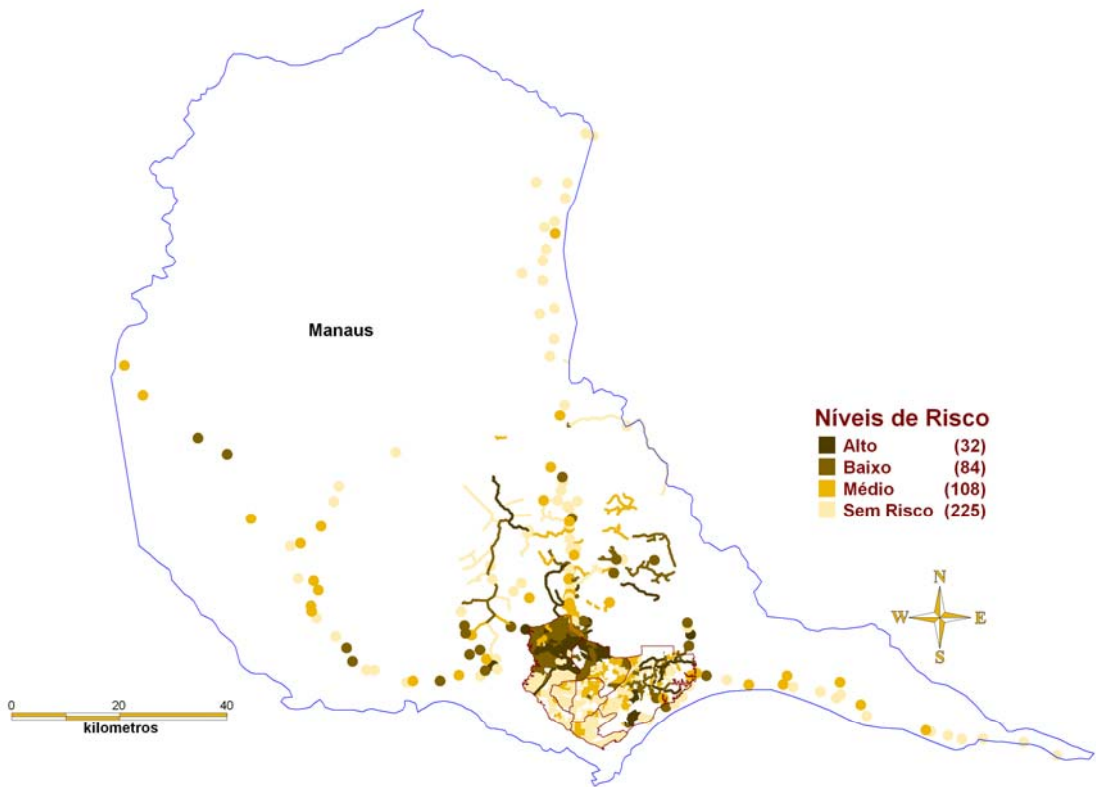 Manaus
Níveis de Risco
Alto (32)
Baixo (84)
Médio (108)
Sem Risco (225)
N
W E
S
0 20 40
kilometros